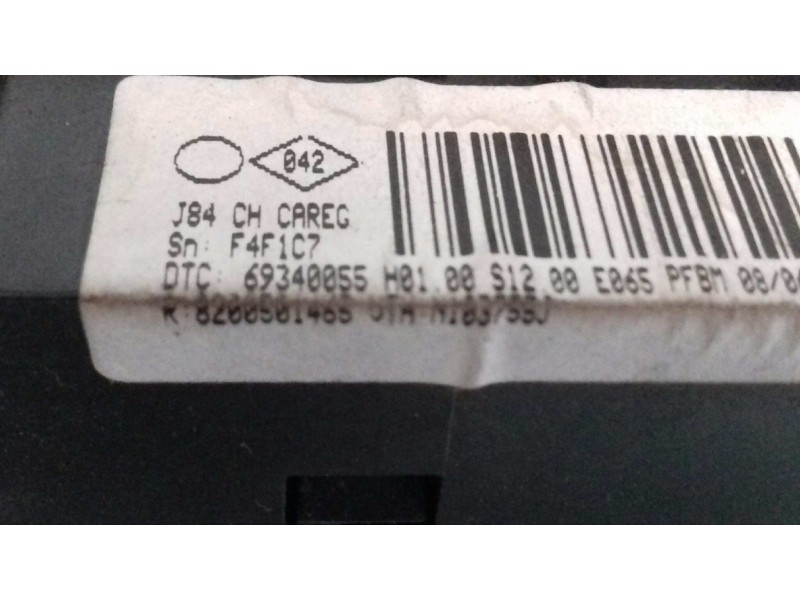 042
J84 CH CAREG
Sn: F4F1C7
DTC: 69340055 H01.00 S12.00 E065 PFBM 08/0